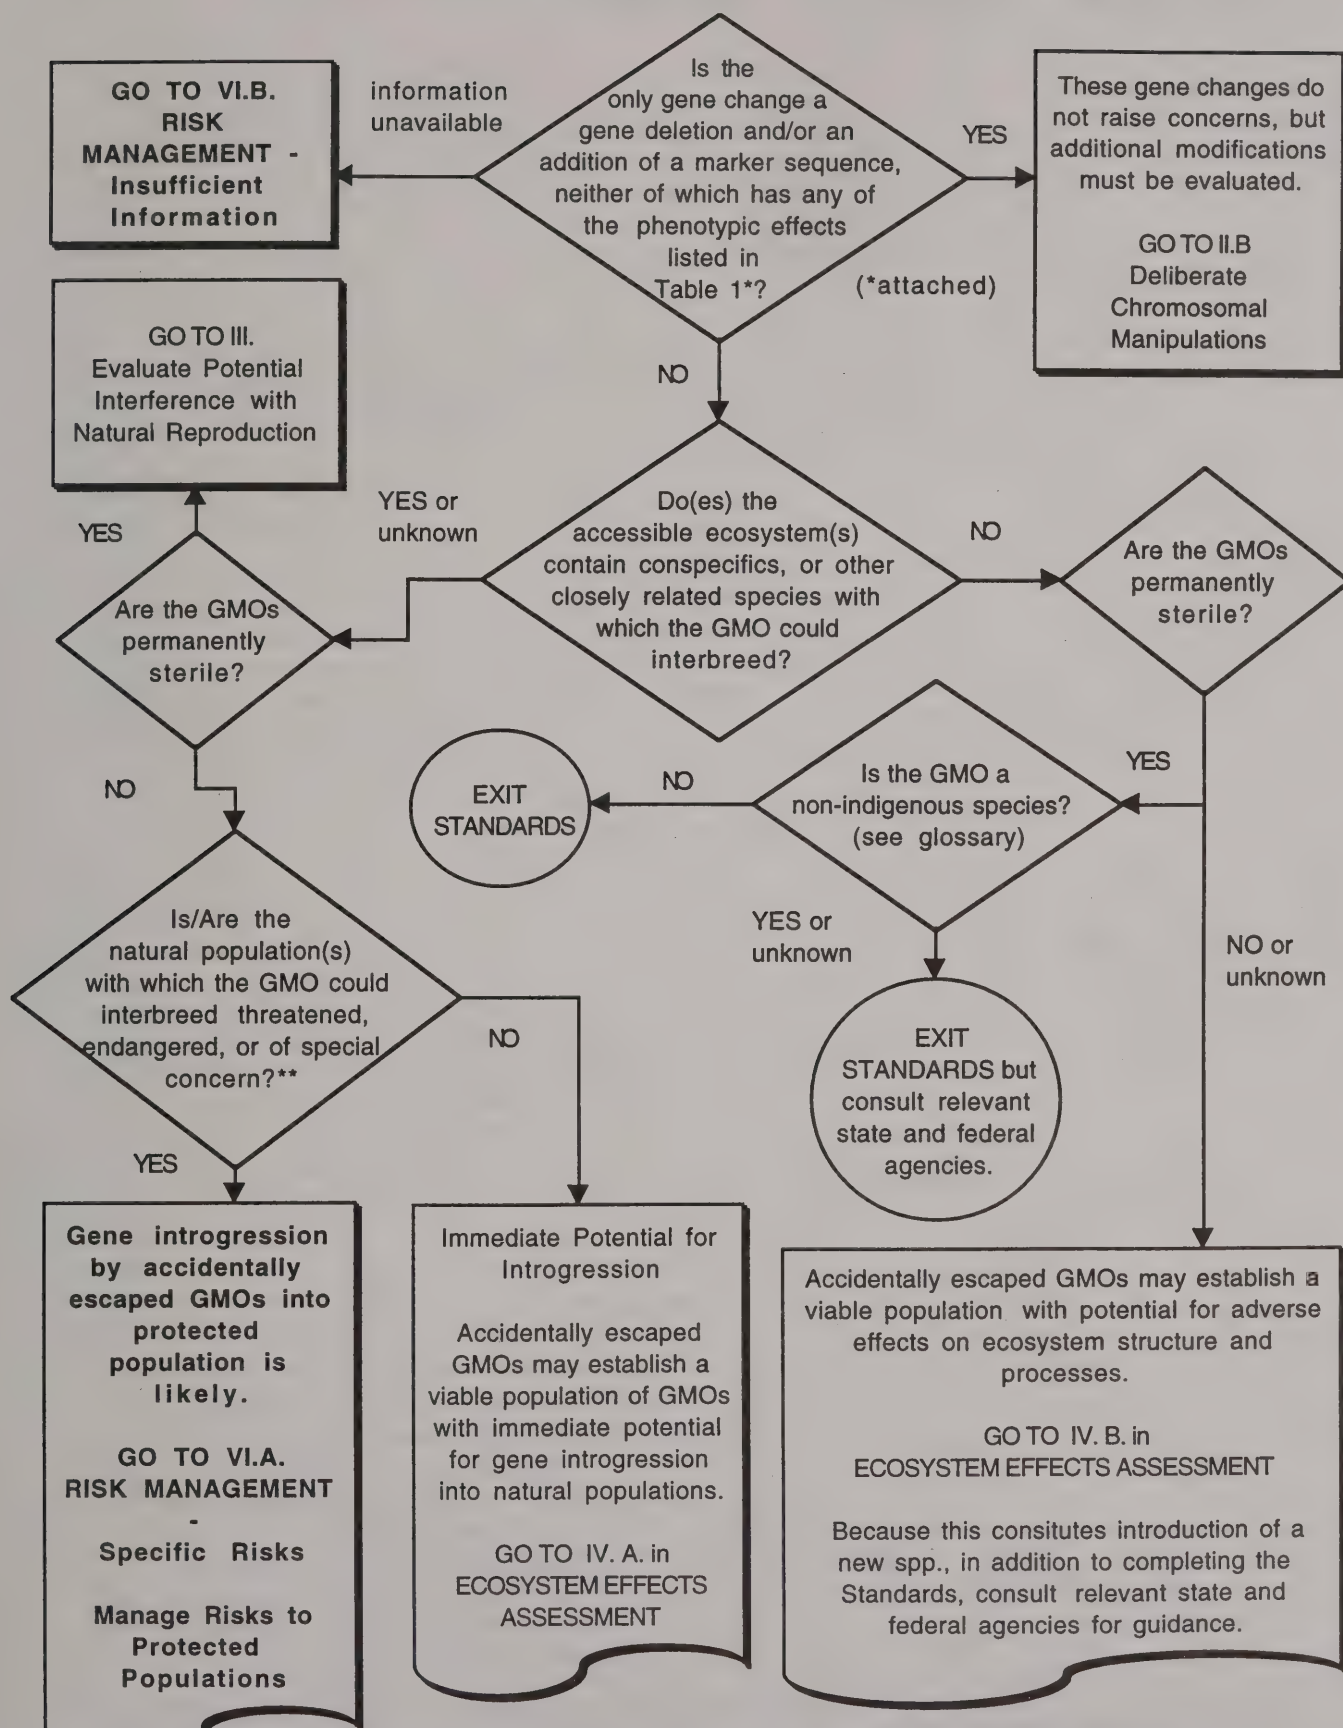 GO TO VI.B.
RISK
MANAGEMENT -
Insufficient
Information
information
unavailable
Is the
only gene change a
gene deletion and/or an
addition of a marker sequence,
neither of which has any of
the phenotypic effects
listed in
Table 1*?
(*attached)
YES
These gene changes do
not raise concerns, but
additional modifications
must be evaluated.
GO TO II.B
Deliberate
Chromosomal
Manipulations
NO
GO TO III.
Evaluate Potential
Interference with
Natural Reproduction
YES
YES or
unknown
Do(es) the
accessible ecosystem(s)
contain conspecifics, or other
closely related species with
which the GMO could
interbreed?
NO
Are the GMOs
permanently
sterile?
Are the GMOs
permanently
sterile?
NO
EXIT
STANDARDS
NO
Is the GMO a
non-indigenous species?
(see glossary)
YES
YES or
unknown
NO or
unknown
Is/Are the
natural population(s)
with which the GMO could
interbreed threatened,
endangered, or of special
concern?**
NO
EXIT
STANDARDS but
consult relevant
state and federal
agencies.
YES
Gene introgression
by accidentally
escaped GMOs into
protected
population is
likely.
GO TO VI.A.
RISK MANAGEMENT
-
Specific Risks
Manage Risks to
Protected
Populations
Immediate Potential for
Introgression
Accidentally escaped
GMOs may establish a
viable population of GMOs
with immediate potential
for gene introgression
into natural populations.
GO TO IV. A. in
ECOSYSTEM EFFECTS
ASSESSMENT
Accidentally escaped GMOs may establish a
viable population with potential for adverse
effects on ecosystem structure and
processes.
GO TO IV. B. in
ECOSYSTEM EFFECTS ASSESSMENT
Because this consitutes introduction of a
new spp., in addition to completing the
Standards, consult relevant state and
federal agencies for guidance.